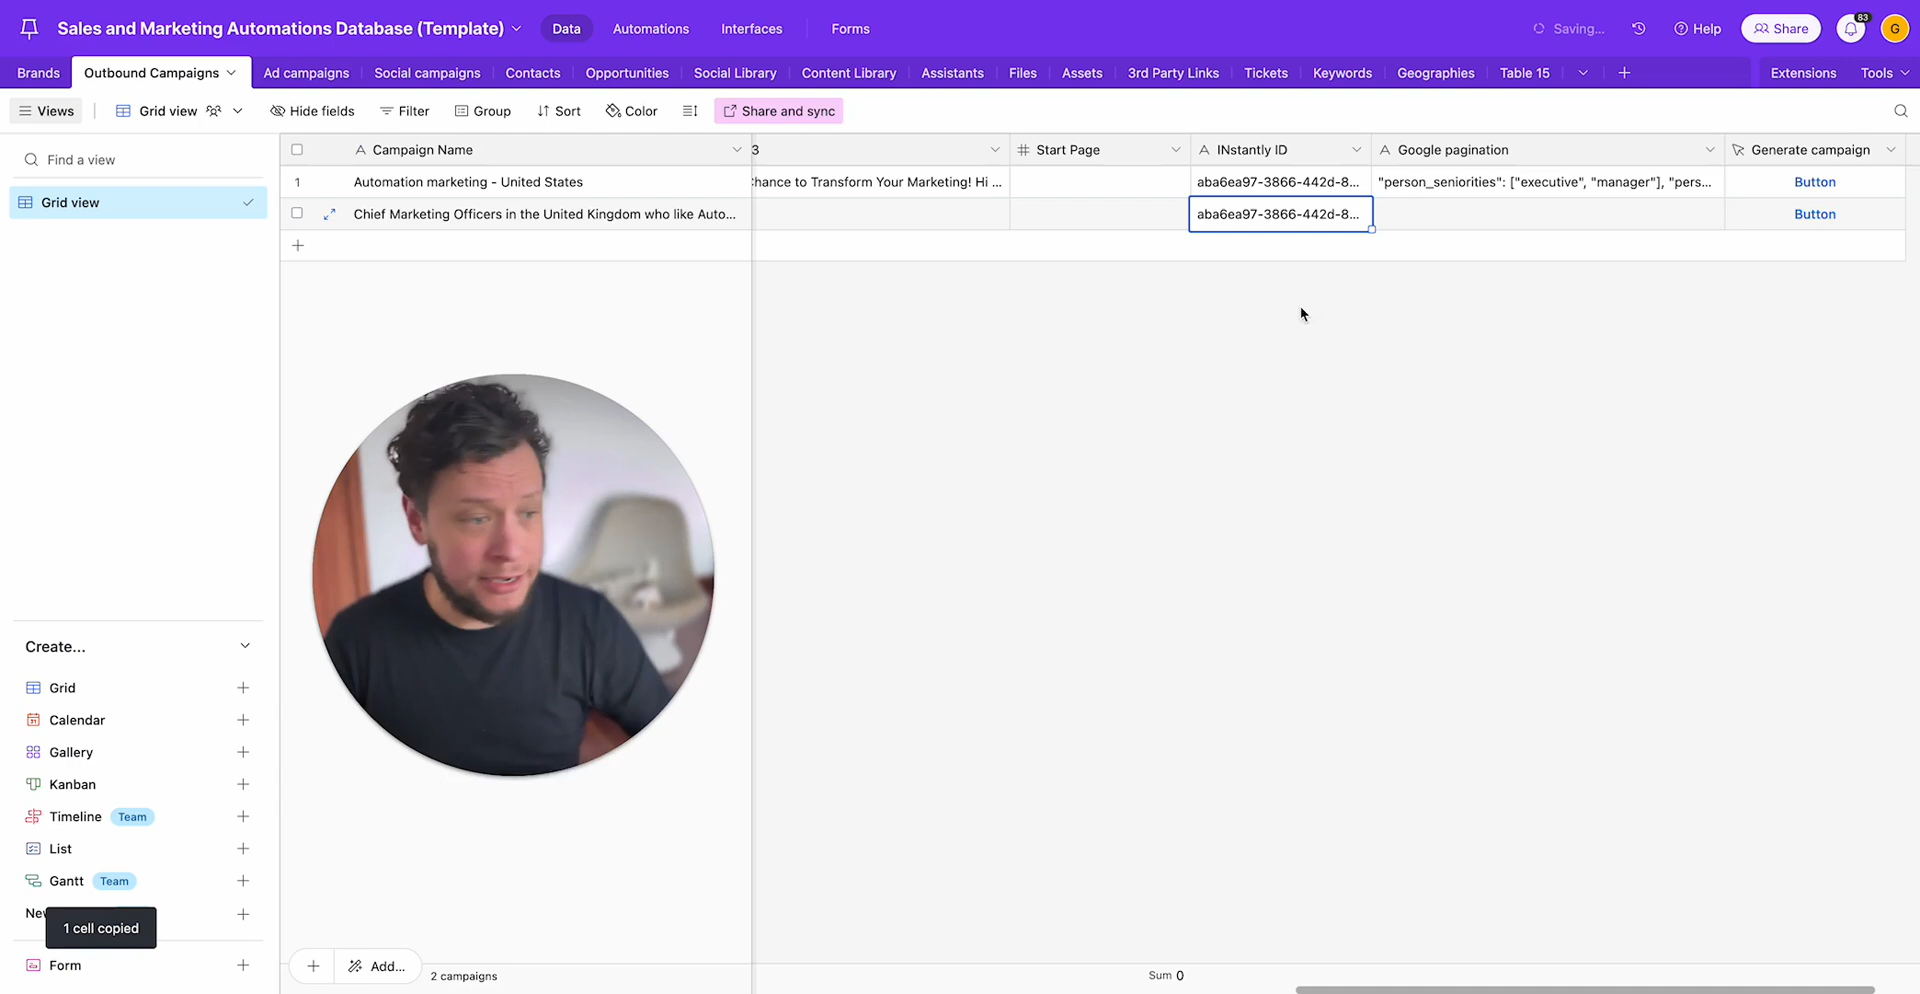 Sales and Marketing Automations Database (Template) Data Automations Interfaces Forms Saving... Help Share 83 G
Brands Outbound Campaigns Ad campaigns Social campaigns Contacts Opportunities Social Library Content Library Assistants Files Assets 3rd Party Links Tickets Keywords Geographies Table 15 Extensions Tools
Views Grid view Hide fields Filter Group Sort Color Share and sync
Find a view
Grid view
Campaign Name 3 Start Page INstantly ID Google pagination Generate campaign
1 Automation marketing - United States Chance to Transform Your Marketing! Hi ... aba6ea97-3866-442d-8... "person_seniorities": ["executive", "manager"], "pers... Button
Chief Marketing Officers in the United Kingdom who like Auto... aba6ea97-3866-442d-8... Button
Create...
Grid
Calendar
Gallery
Kanban
Timeline Team
List
Gantt Team
New
1 cell copied
Form
Add... 2 campaigns Sum 0